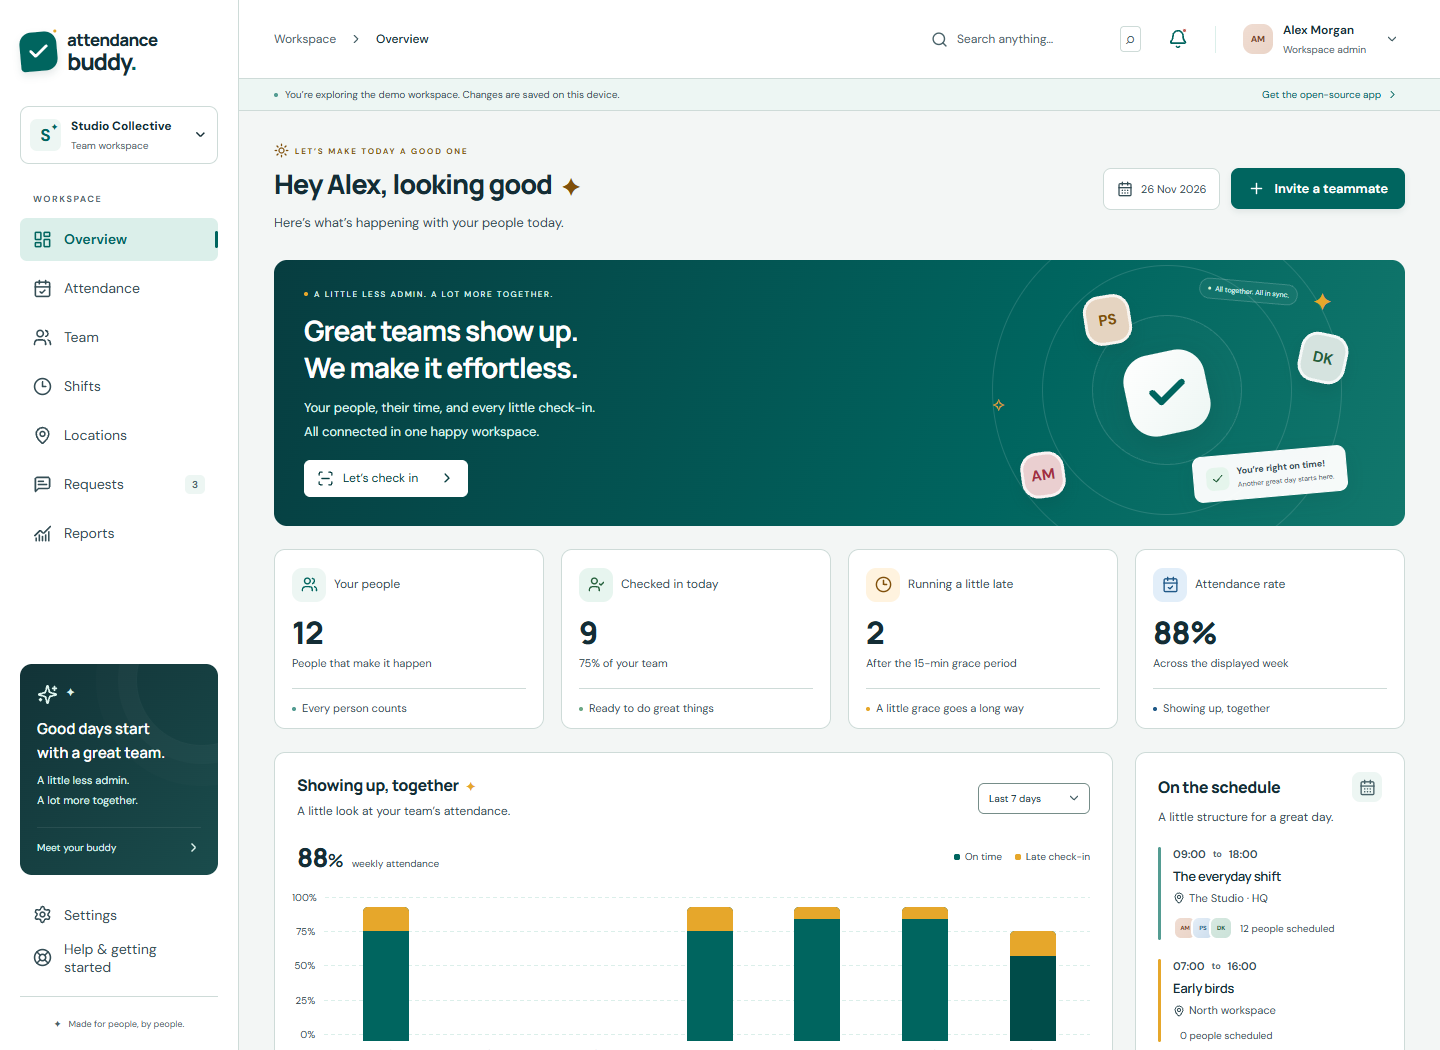 attendance
buddy.
S
Studio Collective
Team workspace
WORKSPACE
Overview
Attendance
Team
Shifts
Locations
Requests
3
Reports
Good days start
with a great team.
A little less admin.
A lot more together.
Meet your buddy
Settings
Help & getting
started
Made for people, by people.
Workspace
Overview
Search anything...
AM
Alex Morgan
Workspace admin
You're exploring the demo workspace. Changes are saved on this device.
Get the open-source app
LET'S MAKE TODAY A GOOD ONE
Hey Alex, looking good
Here's what's happening with your people today.
26 Nov 2026
Invite a teammate
A LITTLE LESS ADMIN. A LOT MORE TOGETHER.
Great teams show up.
We make it effortless.
Your people, their time, and every little check-in.
All connected in one happy workspace.
Let's check in
All together. All in sync.
PS
DK
AM
You're right on time!
Another great day starts here.
Your people
12
People that make it happen
Every person counts
Checked in today
9
75% of your team
Ready to do great things
Running a little late
2
After the 15-min grace period
A little grace goes a long way
Attendance rate
88%
Across the displayed week
Showing up, together
Showing up, together
A little look at your team's attendance.
Last 7 days
88% weekly attendance
On time
Late check-in
100%
75%
50%
25%
0%
On the schedule
A little structure for a great day.
09:00 to 18:00
The everyday shift
The Studio · HQ
AM PS DK 12 people scheduled
07:00 to 16:00
Early birds
North workspace
0 people scheduled